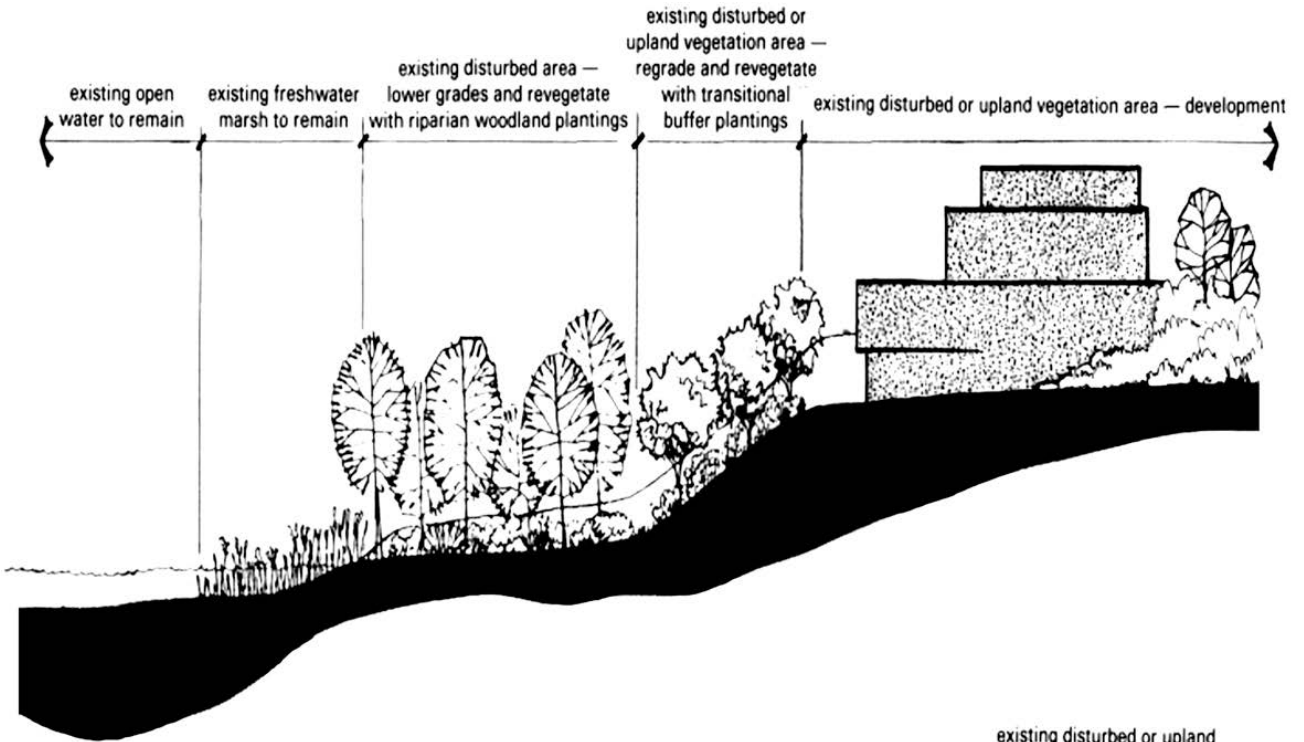 existing open
water to remain
existing freshwater
marsh to remain
existing disturbed area —
lower grades and revegetate
with riparian woodland plantings
existing disturbed or
upland vegetation area —
regrade and revegetate
with transitional
buffer plantings
existing disturbed or upland vegetation area — development
existing disturbed or upland